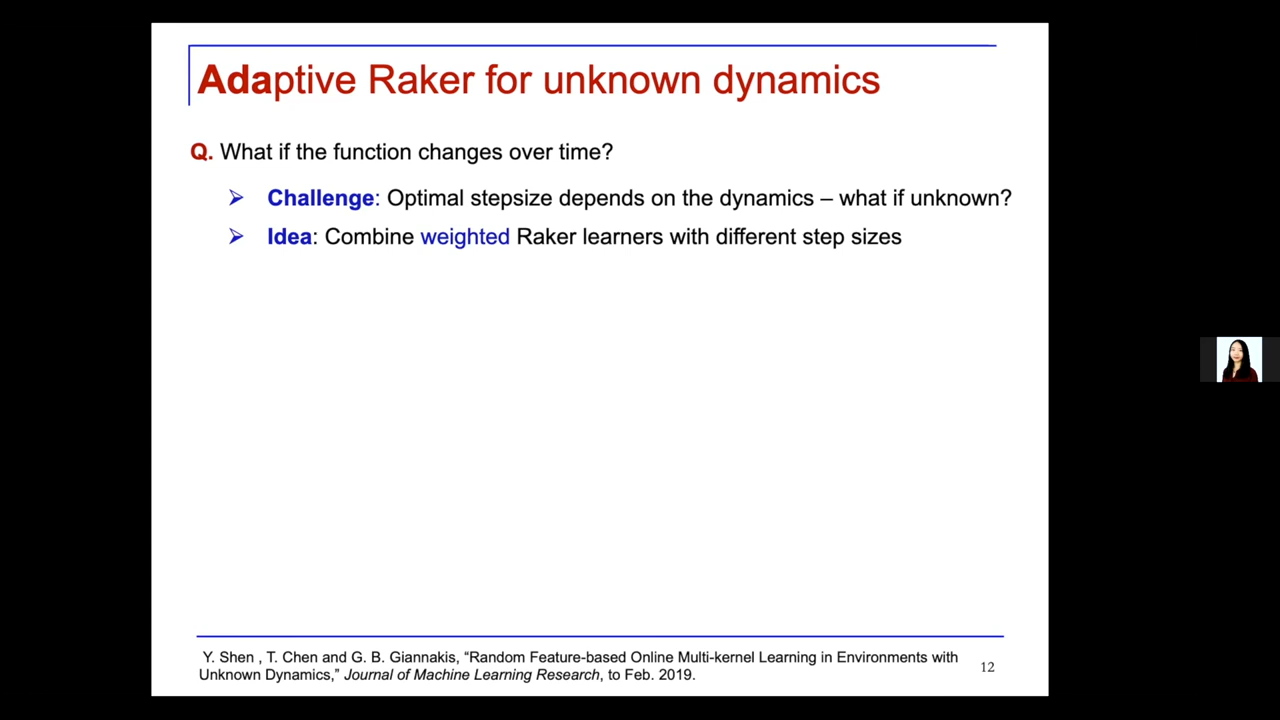 Adaptive Raker for unknown dynamics
Q. What if the function changes over time?
➢ Challenge: Optimal stepsize depends on the dynamics – what if unknown?
➢ Idea: Combine weighted Raker learners with different step sizes
Y. Shen , T. Chen and G. B. Giannakis, “Random Feature-based Online Multi-kernel Learning in Environments with
Unknown Dynamics,” Journal of Machine Learning Research, to Feb. 2019.
12